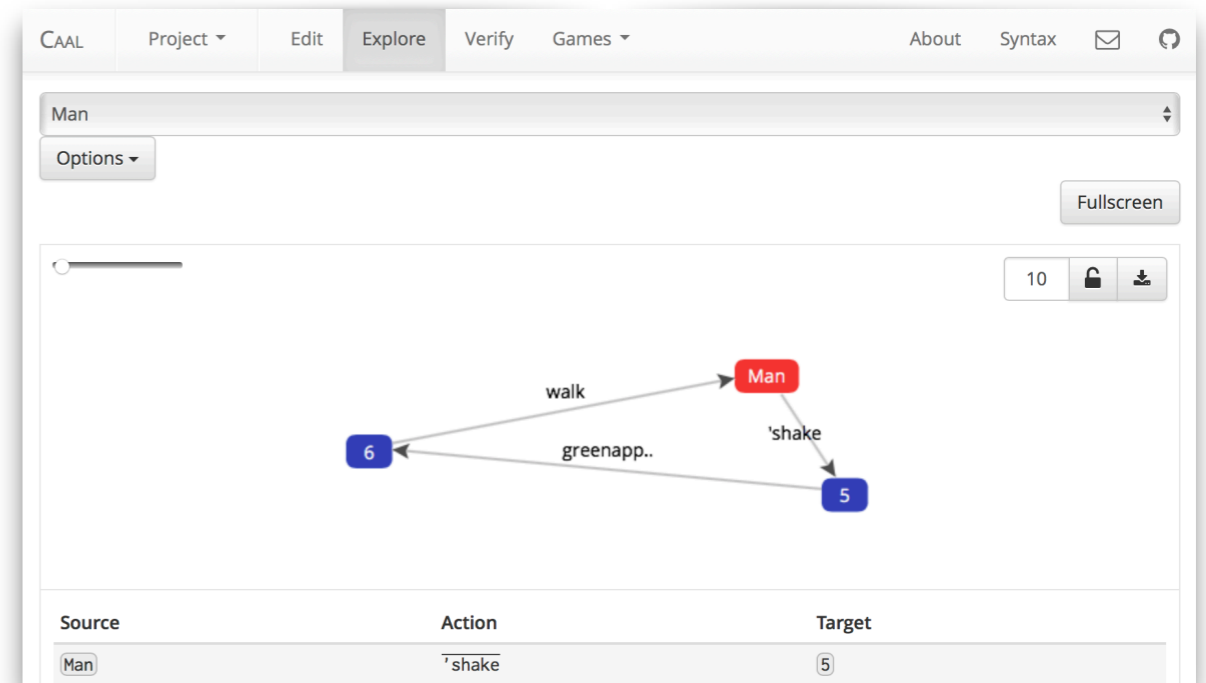 CAAL Project Edit Explore Verify Games About Syntax
Man
Options
Fullscreen
10
Man
walk
'shake
6
greenapp..
5
Source Action Target
Man 'shake 5